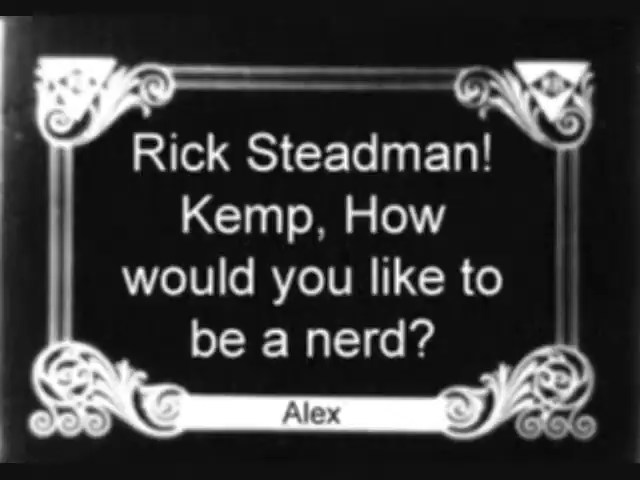 Rick Steadman!
Kemp, How
would you like to
be a nerd?
Alex